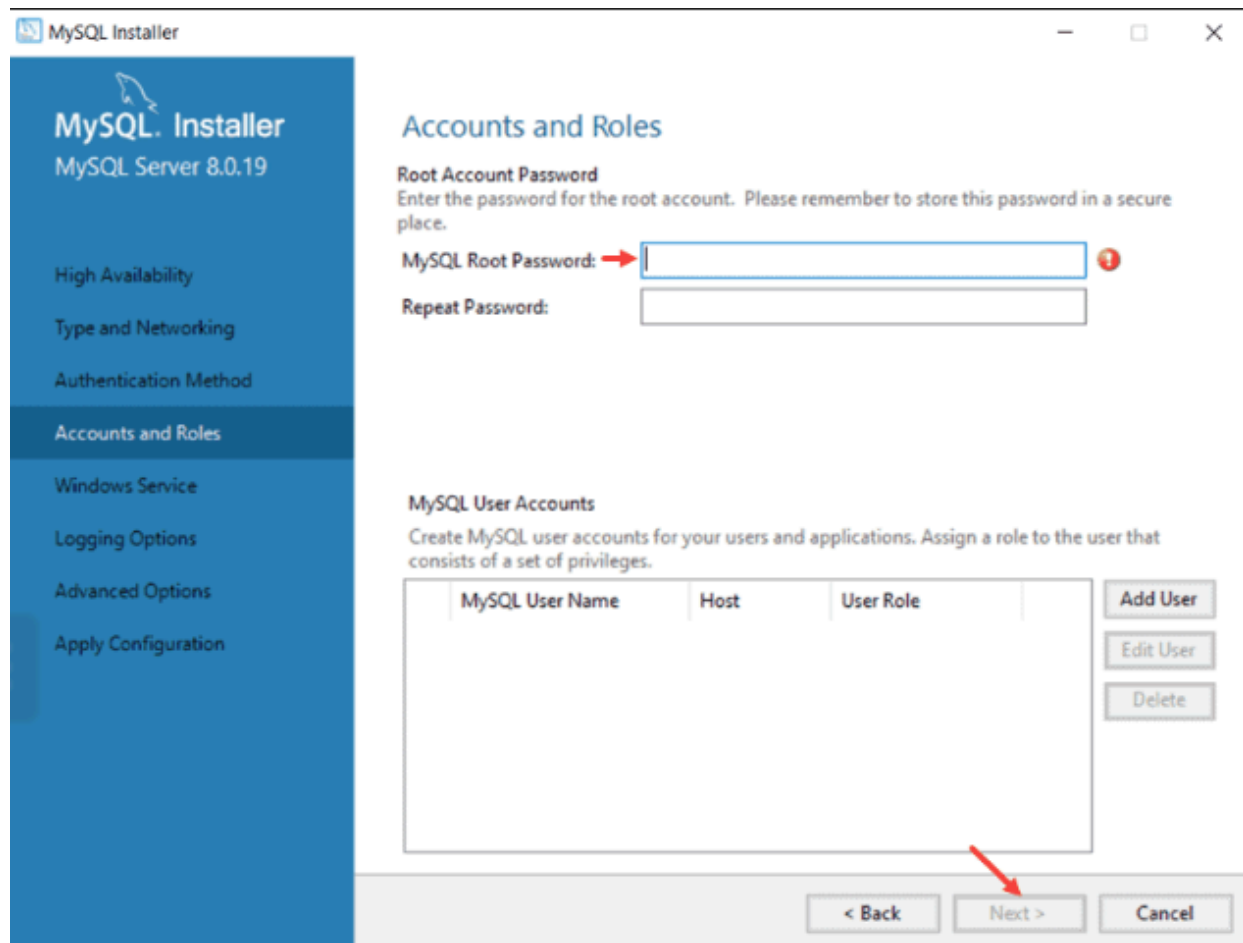 MySQL Installer
MySQL. Installer
MySQL Server 8.0.19
High Availability
Type and Networking
Authentication Method
Accounts and Roles
Windows Service
Logging Options
Advanced Options
Apply Configuration
Accounts and Roles
Root Account Password
Enter the password for the root account. Please remember to store this password in a secure
place.
MySQL Root Password:
Repeat Password:
MySQL User Accounts
Create MySQL user accounts for your users and applications. Assign a role to the user that
consists of a set of privileges.
MySQL User Name Host User Role
Add User
Edit User
Delete
< Back Next > Cancel